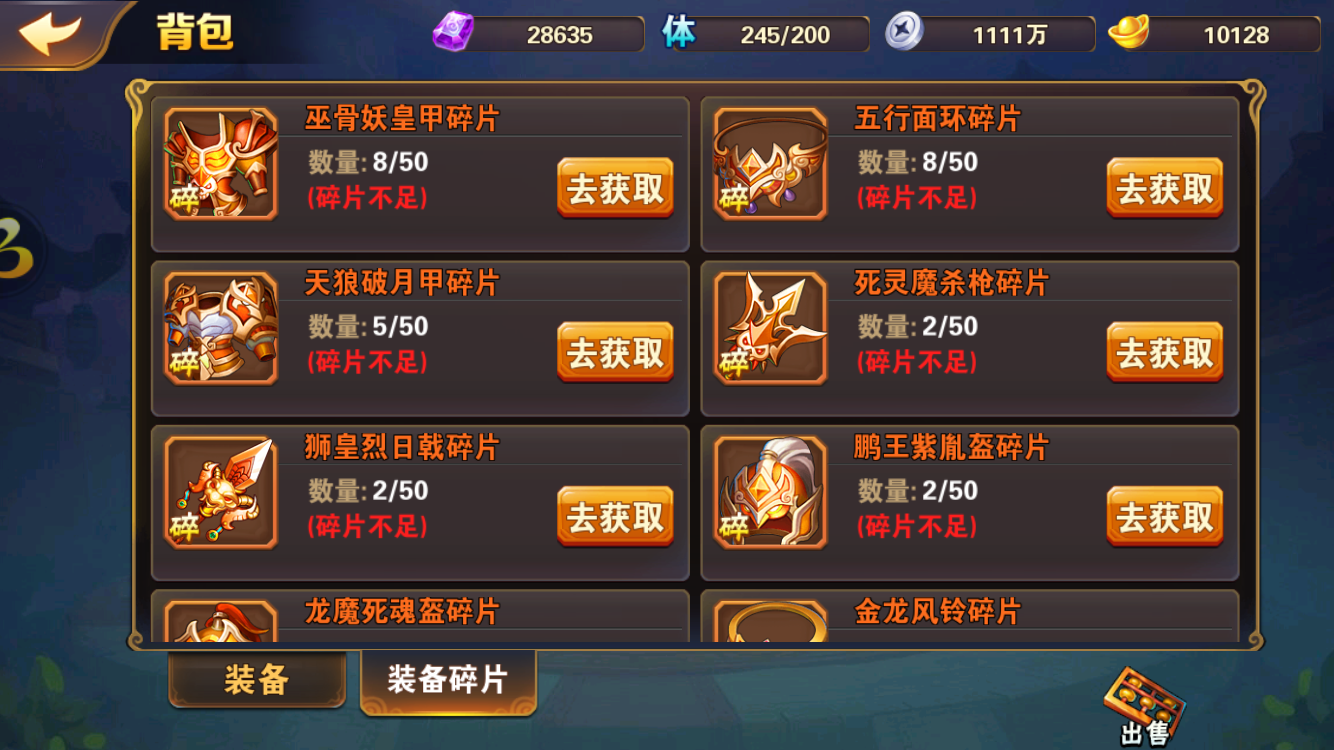 背包
28635
体
245/200
1111万
10128
巫骨妖皇甲碎片
数量:8/50
(碎片不足)
去获取
碎
五行面环碎片
数量:8/50
(碎片不足)
去获取
碎
天狼破月甲碎片
数量:5/50
(碎片不足)
去获取
碎
死灵魔杀枪碎片
数量:2/50
(碎片不足)
去获取
碎
狮皇烈日戟碎片
数量:2/50
(碎片不足)
去获取
碎
鹏王紫胤盔碎片
数量:2/50
(碎片不足)
去获取
碎
龙魔死魂盔碎片
金龙风铃碎片
装备
装备碎片
出售